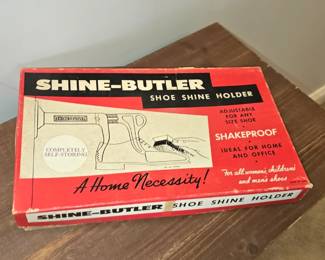 SHINE-BUTLER
SHOE SHINE HOLDER
ADJUSTABLE
FOR ANY
SIZE SHOE
SHAKEPROOF
IDEAL FOR HOME
AND OFFICE
COMPLETELY
SELF-STORING
A Home Necessity!
For all women's, children's
and men's shoes
SHINE-BUTLER SHOE SHINE HOLDER